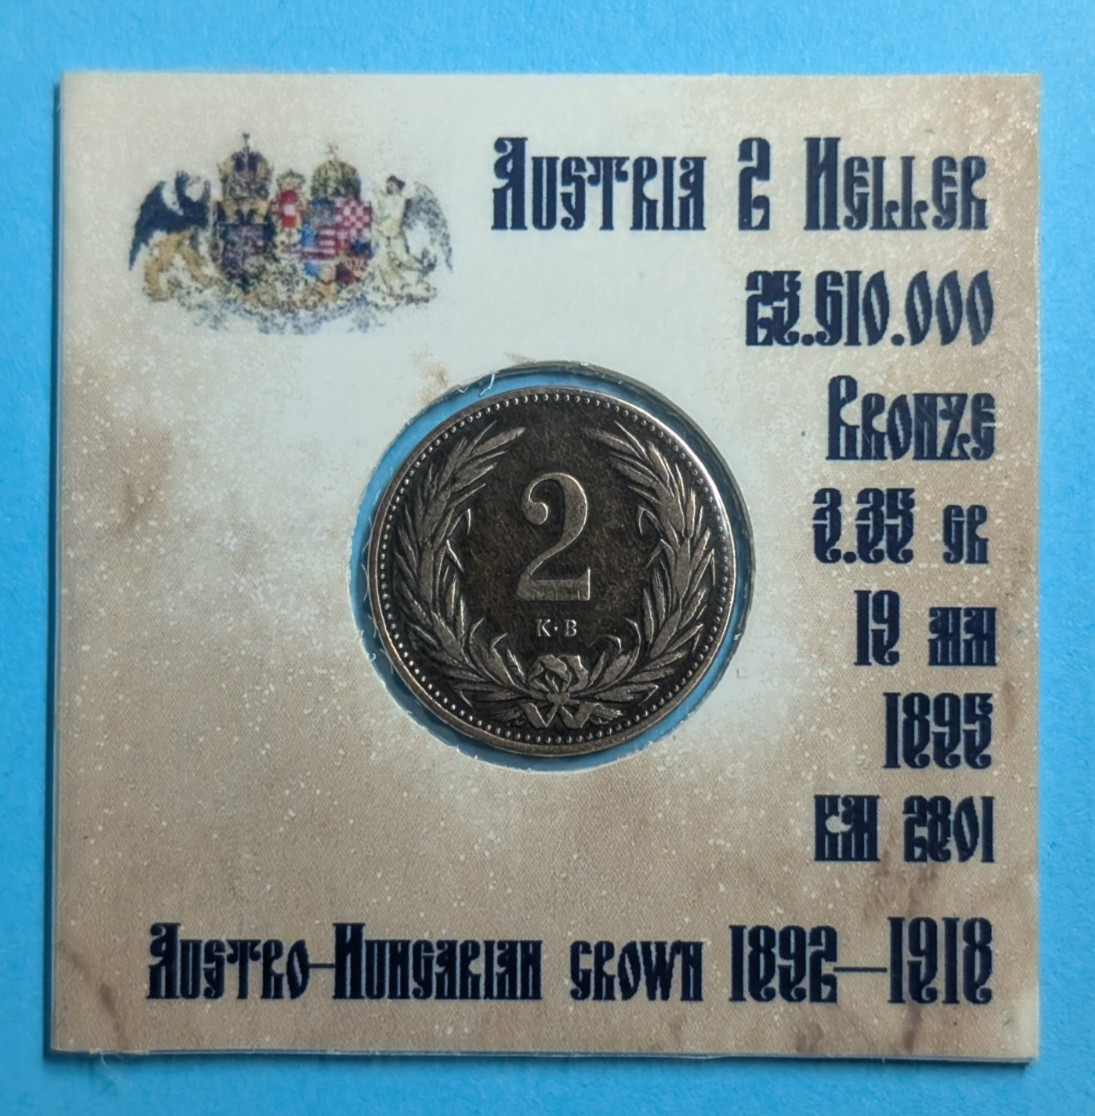 Austria 2 Heller
25.610.000
Bronze
3.35 gr
19 mm
1895
KM 2801
2
K·B
Austro-Hungarian crown 1892—1918